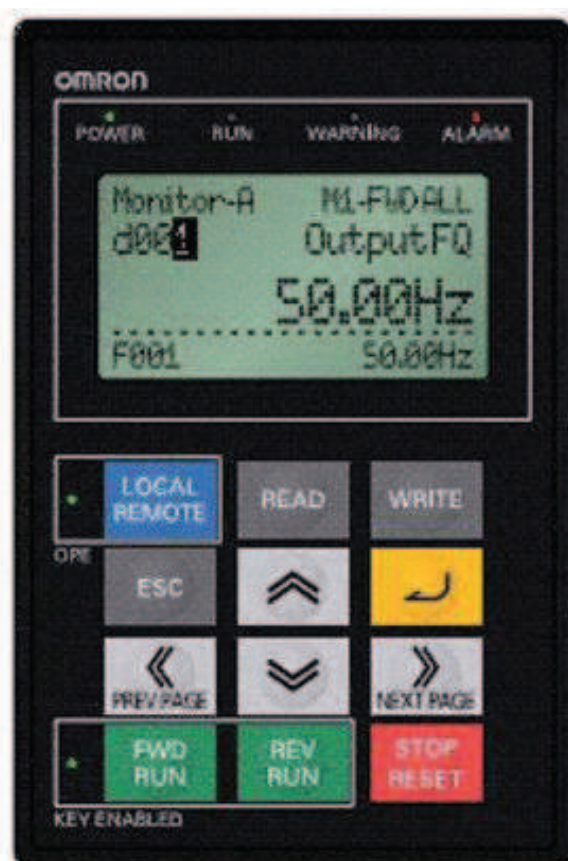 OMRON
POWER RUN WARNING ALARM
Monitor-A M1-FWD ALL
d001 OutputFQ
50.00Hz
F001 50.00Hz
LOCAL REMOTE
READ
WRITE
OPE
ESC
PREV PAGE
NEXT PAGE
FWD RUN
REV RUN
STOP RESET
KEY ENABLED